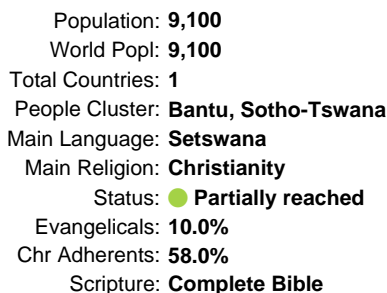 Population: 9,100
World Popl: 9,100
Total Countries: 1
People Cluster: Bantu, Sotho-Tswana
Main Language: Setswana
Main Religion: Christianity
Status: Partially reached
Evangelicals: 10.0%
Chr Adherents: 58.0%
Scripture: Complete Bible